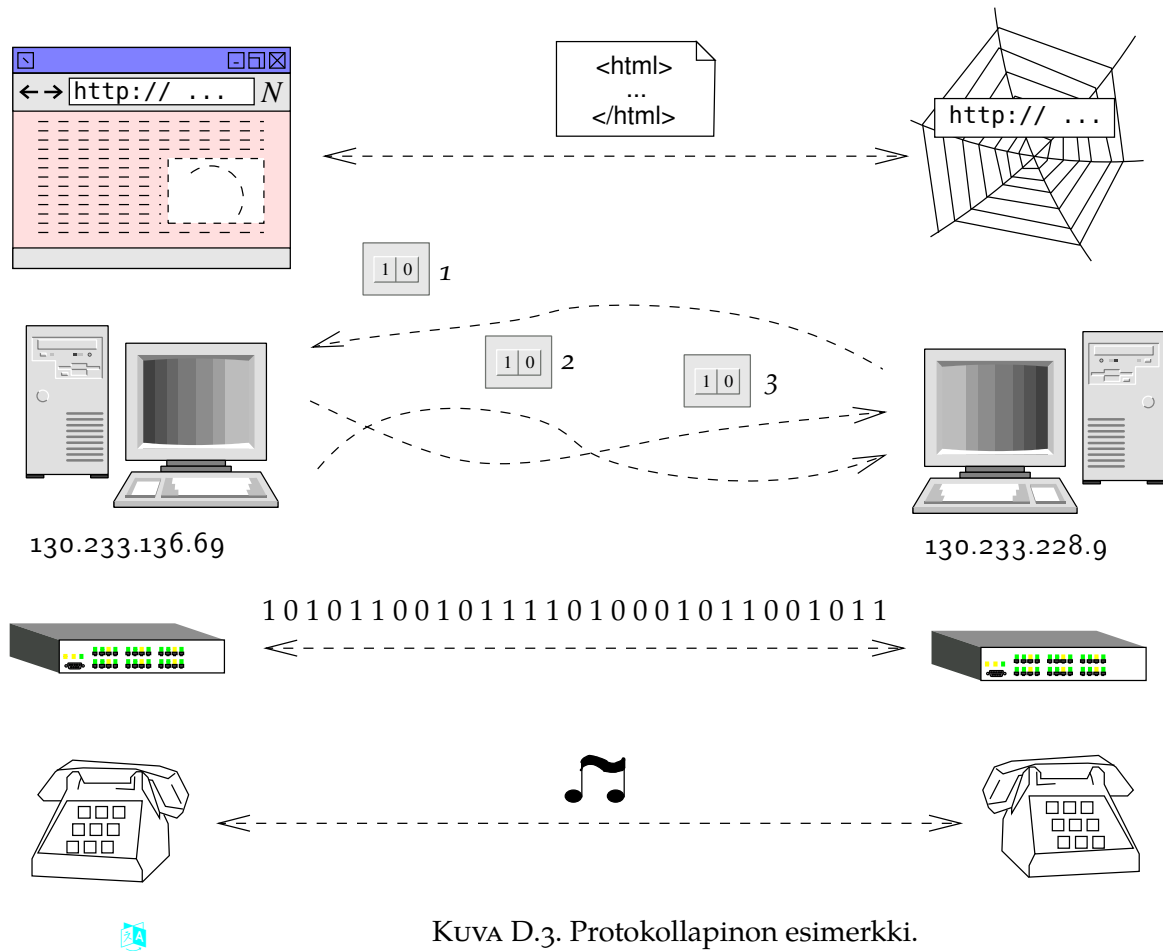 <html>
...
</html>
http:// ... N
http:// ...
1 0 1
1 0 2
1 0 3
130.233.136.69
130.233.228.9
1 0 1 0 1 1 0 0 1 0 1 1 1 1 0 1 0 0 0 1 0 1 1 0 0 1 0 1 1
KUVA D.3. Protokollapinon esimerkki.